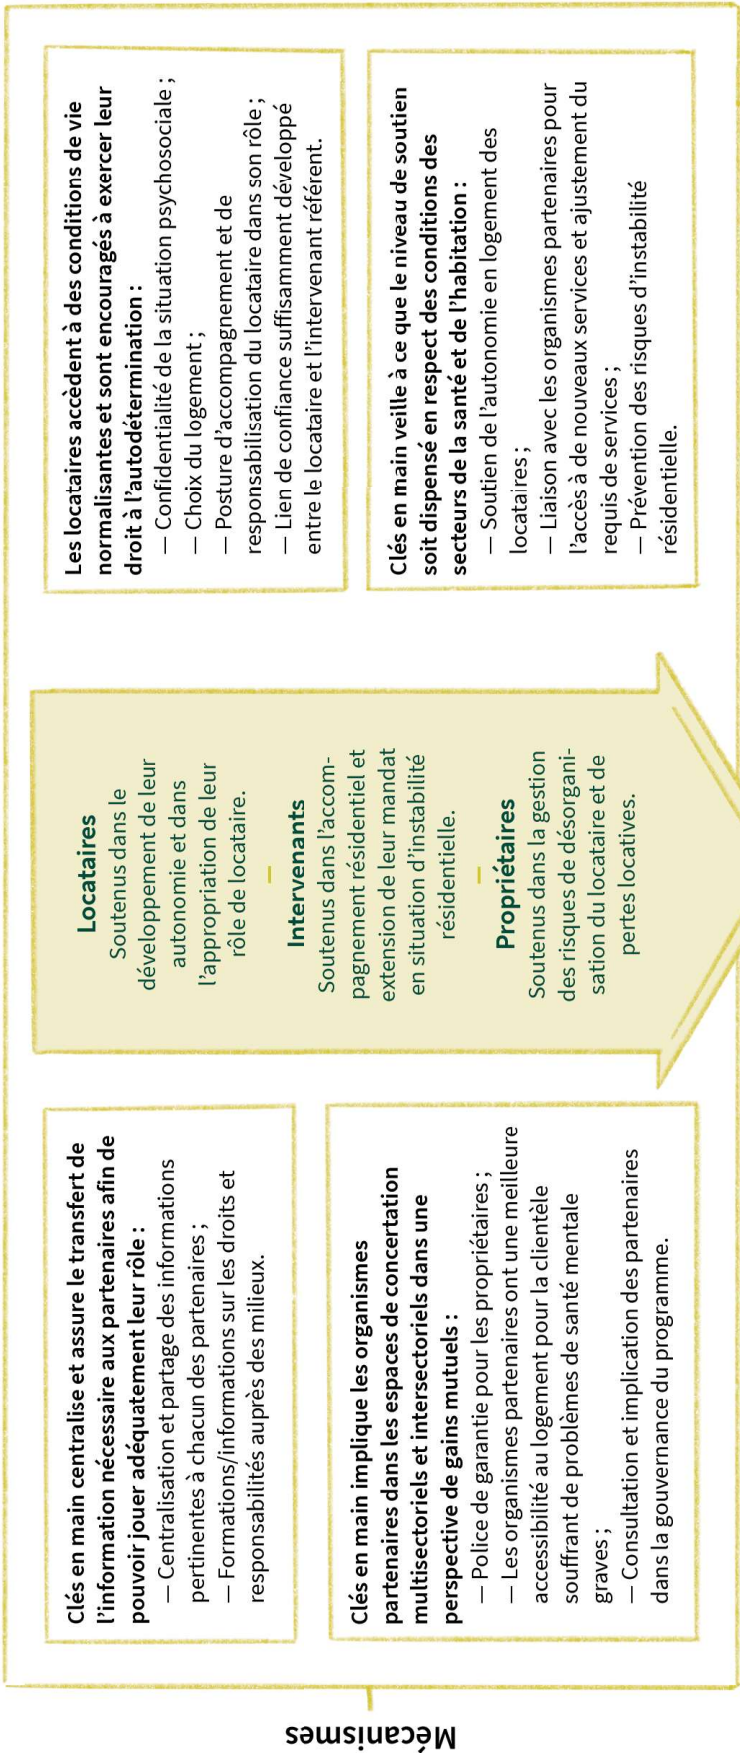 Mécanismes
Clés en main centralise et assure le transfert de
l’information nécessaire aux partenaires afin de
pouvoir jouer adéquatement leur rôle :
— Centralisation et partage des informations
pertinentes à chacun des partenaires ;
— Formations/informations sur les droits et
responsabilités auprès des milieux.
Clés en main implique les organismes
partenaires dans les espaces de concertation
multisectoriels et intersectoriels dans une
perspective de gains mutuels :
— Police de garantie pour les propriétaires ;
— Les organismes partenaires ont une meilleure
accessibilité au logement pour la clientèle
souffrant de problèmes de santé mentale
graves ;
— Consultation et implication des partenaires
dans la gouvernance du programme.
Locataires
Soutenus dans le
développement de leur
autonomie et dans
l’appropriation de leur
rôle de locataire.
—
Intervenants
Soutenus dans l’accom-
pagnement résidentiel et
extension de leur mandat
en situation d’instabilité
résidentielle.
—
Propriétaires
Soutenus dans la gestion
des risques de désorgani-
sation du locataire et de
pertes locatives.
Les locataires accèdent à des conditions de vie
normalisantes et sont encouragés à exercer leur
droit à l’autodétermination :
— Confidentialité de la situation psychosociale ;
— Choix du logement ;
— Posture d’accompagnement et de
responsabilisation du locataire dans son rôle ;
— Lien de confiance suffisamment développé
entre le locataire et l’intervenant référent.
Clés en main veille à ce que le niveau de soutien
soit dispensé en respect des conditions des
secteurs de la santé et de l’habitation :
— Soutien de l’autonomie en logement des
locataires ;
— Liaison avec les organismes partenaires pour
l’accès à de nouveaux services et ajustement du
requis de services ;
— Prévention des risques d’instabilité
résidentielle.